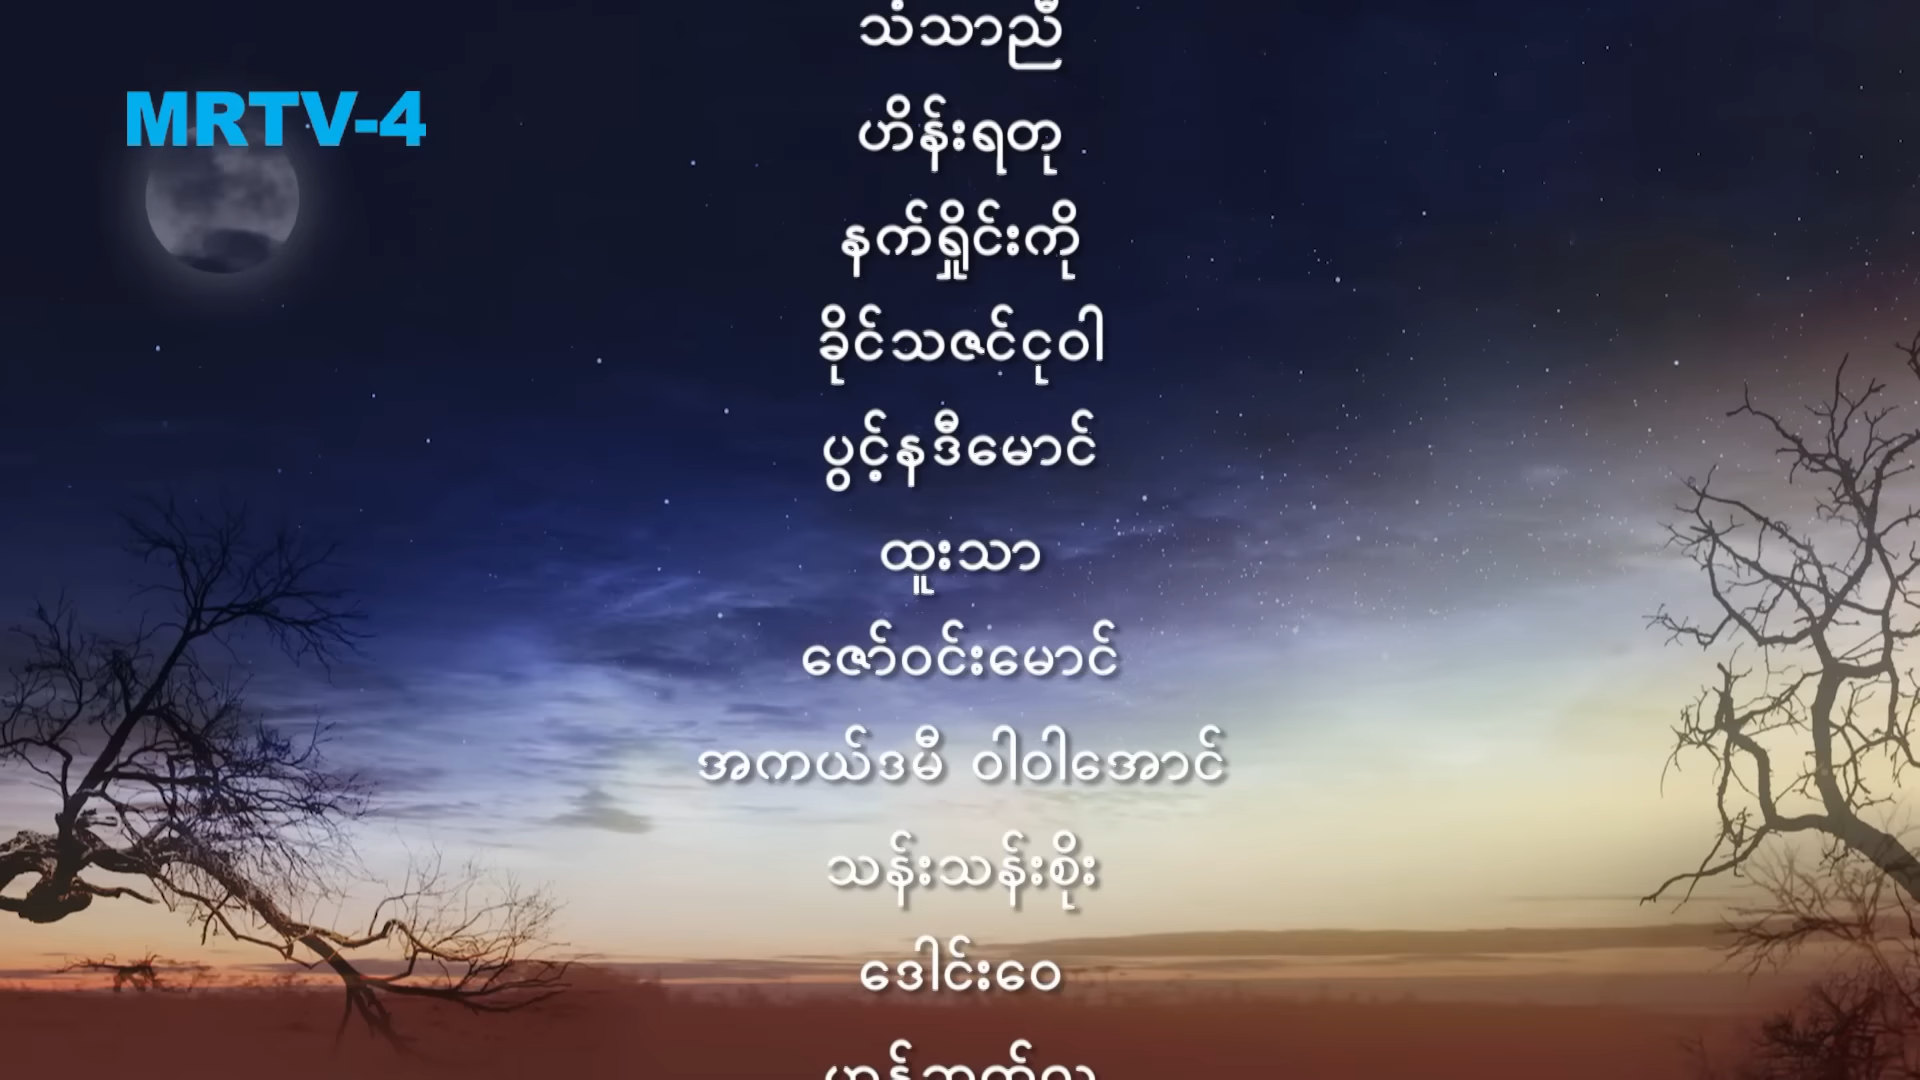 သံသာညီ
MRTV-4
ဟိန်းရတု
နက်ရှိုင်းကို
ခိုင်သဇင်ငုဝါ
ပွင့်နဒီမောင်
ထူးသာ
ဇော်ဝင်းမောင်
အကယ်ဒမီ ဝါဝါအောင်
သန်းသန်းစိုး
ဒေါင်းဝေ